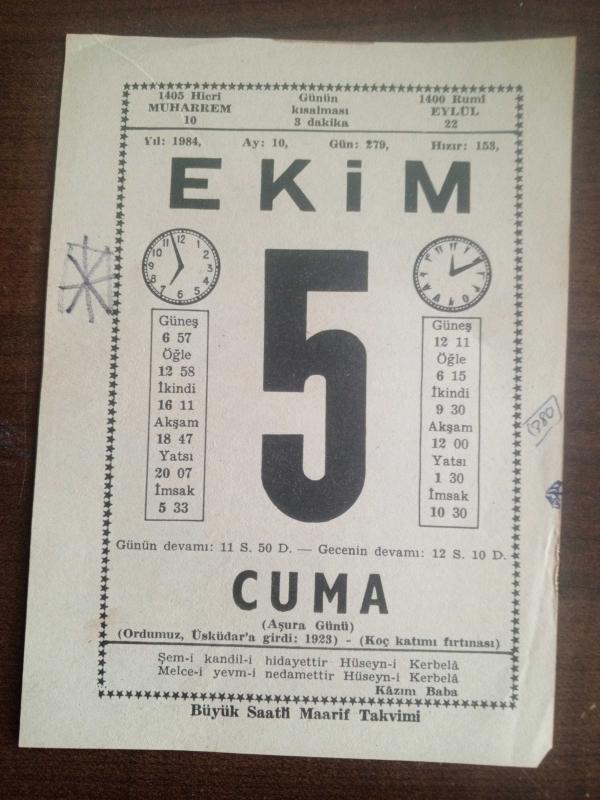 1405 Hicrî Günün 1400 Rumî
MUHARREM kısalması EYLÜL
10 3 dakika 22
Yıl: 1984, Ay: 10, Gün: 279, Hızır: 153,
EKİM
5
Güneş
6 57
Öğle
12 58
İkindi
16 11
Akşam
18 47
Yatsı
20 07
İmsak
5 33
Güneş
12 11
Öğle
6 15
İkindi
9 30
Akşam
12 00
Yatsı
1 30
İmsak
10 30
Günün devamı: 11 S. 50 D. — Gecenin devamı: 12 S. 10 D.
CUMA
(Aşura Günü)
(Ordumuz, Üsküdar'a girdi: 1923) - (Koç katımı fırtınası)
Şem-i kandil-i hidayettir Hüseyn-i Kerbelâ
Melce-i yevm-i nedamettir Hüseyn-i Kerbelâ
Kâzım Baba
Büyük Saatli Maarif Takvimi